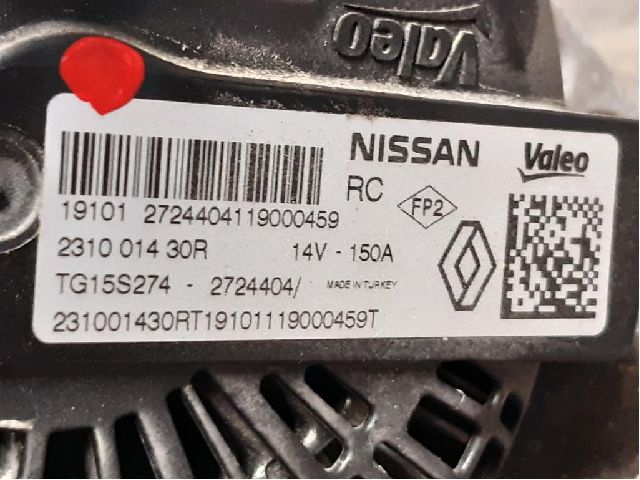 Valeo
NISSAN Valeo
19101 2724404119000459 RC FP2
2310 014 30R 14V - 150A
TG15S274 - 2724404/ MADE IN TURKEY
231001430RT19101119000459T